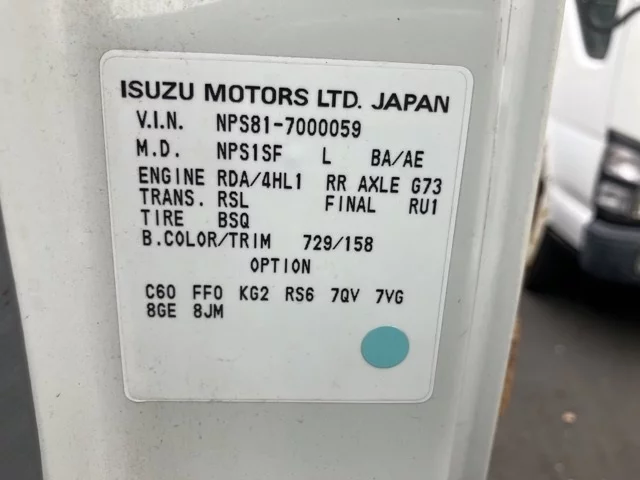 ISUZU MOTORS LTD. JAPAN
V.I.N. NPS81-7000059
M.D. NPS1SF L BA/AE
ENGINE RDA/4HL1 RR AXLE G73
TRANS. RSL FINAL RU1
TIRE BSQ
B.COLOR/TRIM 729/158
OPTION
C60 FF0 KG2 RS6 7QV 7VG
8GE 8JM